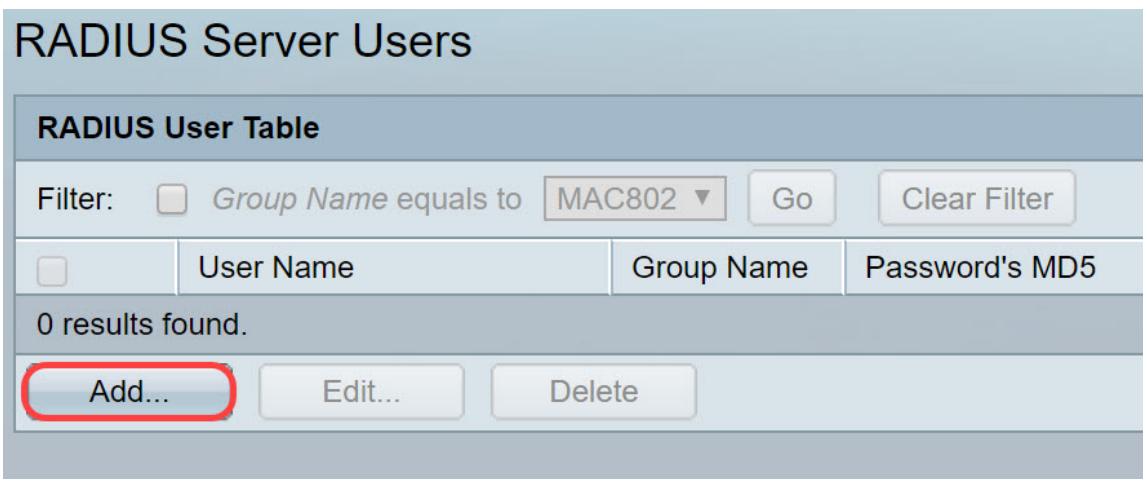 RADIUS Server Users
RADIUS User Table
Filter: Group Name equals to MAC802 Go Clear Filter
User Name Group Name Password's MD5
0 results found.
Add... Edit... Delete